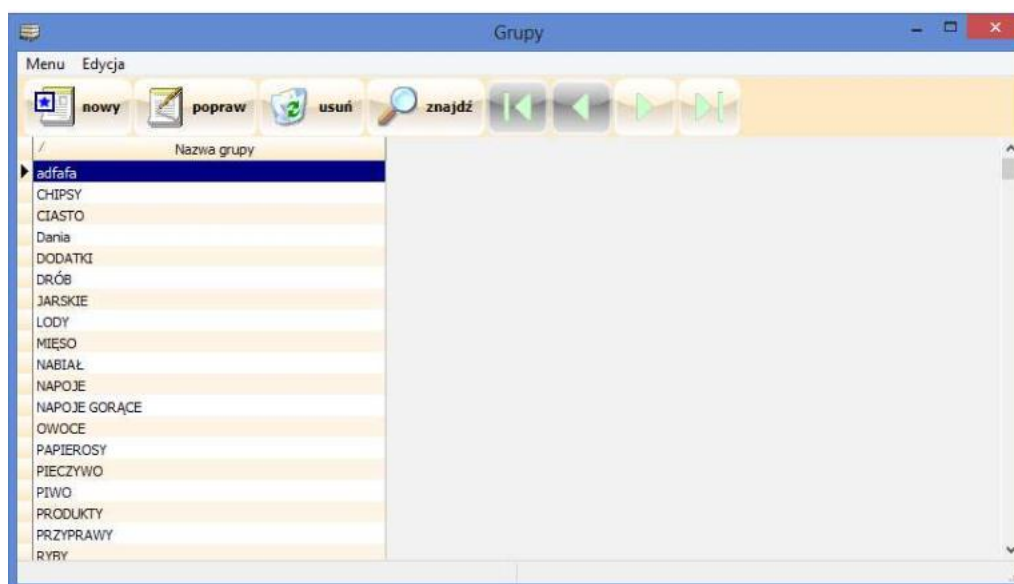 Grupy
Menu Edycja
nowy popraw usuń znajdź
Nazwa grupy
adfafa
CHIPSY
CIASTO
Dania
DODATKI
DRÓB
JARSKIE
LODY
MIĘSO
NABIAŁ
NAPOJE
NAPOJE GORĄCE
OWOCE
PAPIEROSY
PIECZYWO
PIWO
PRODUKTY
PRZYPRAWY
RYBY